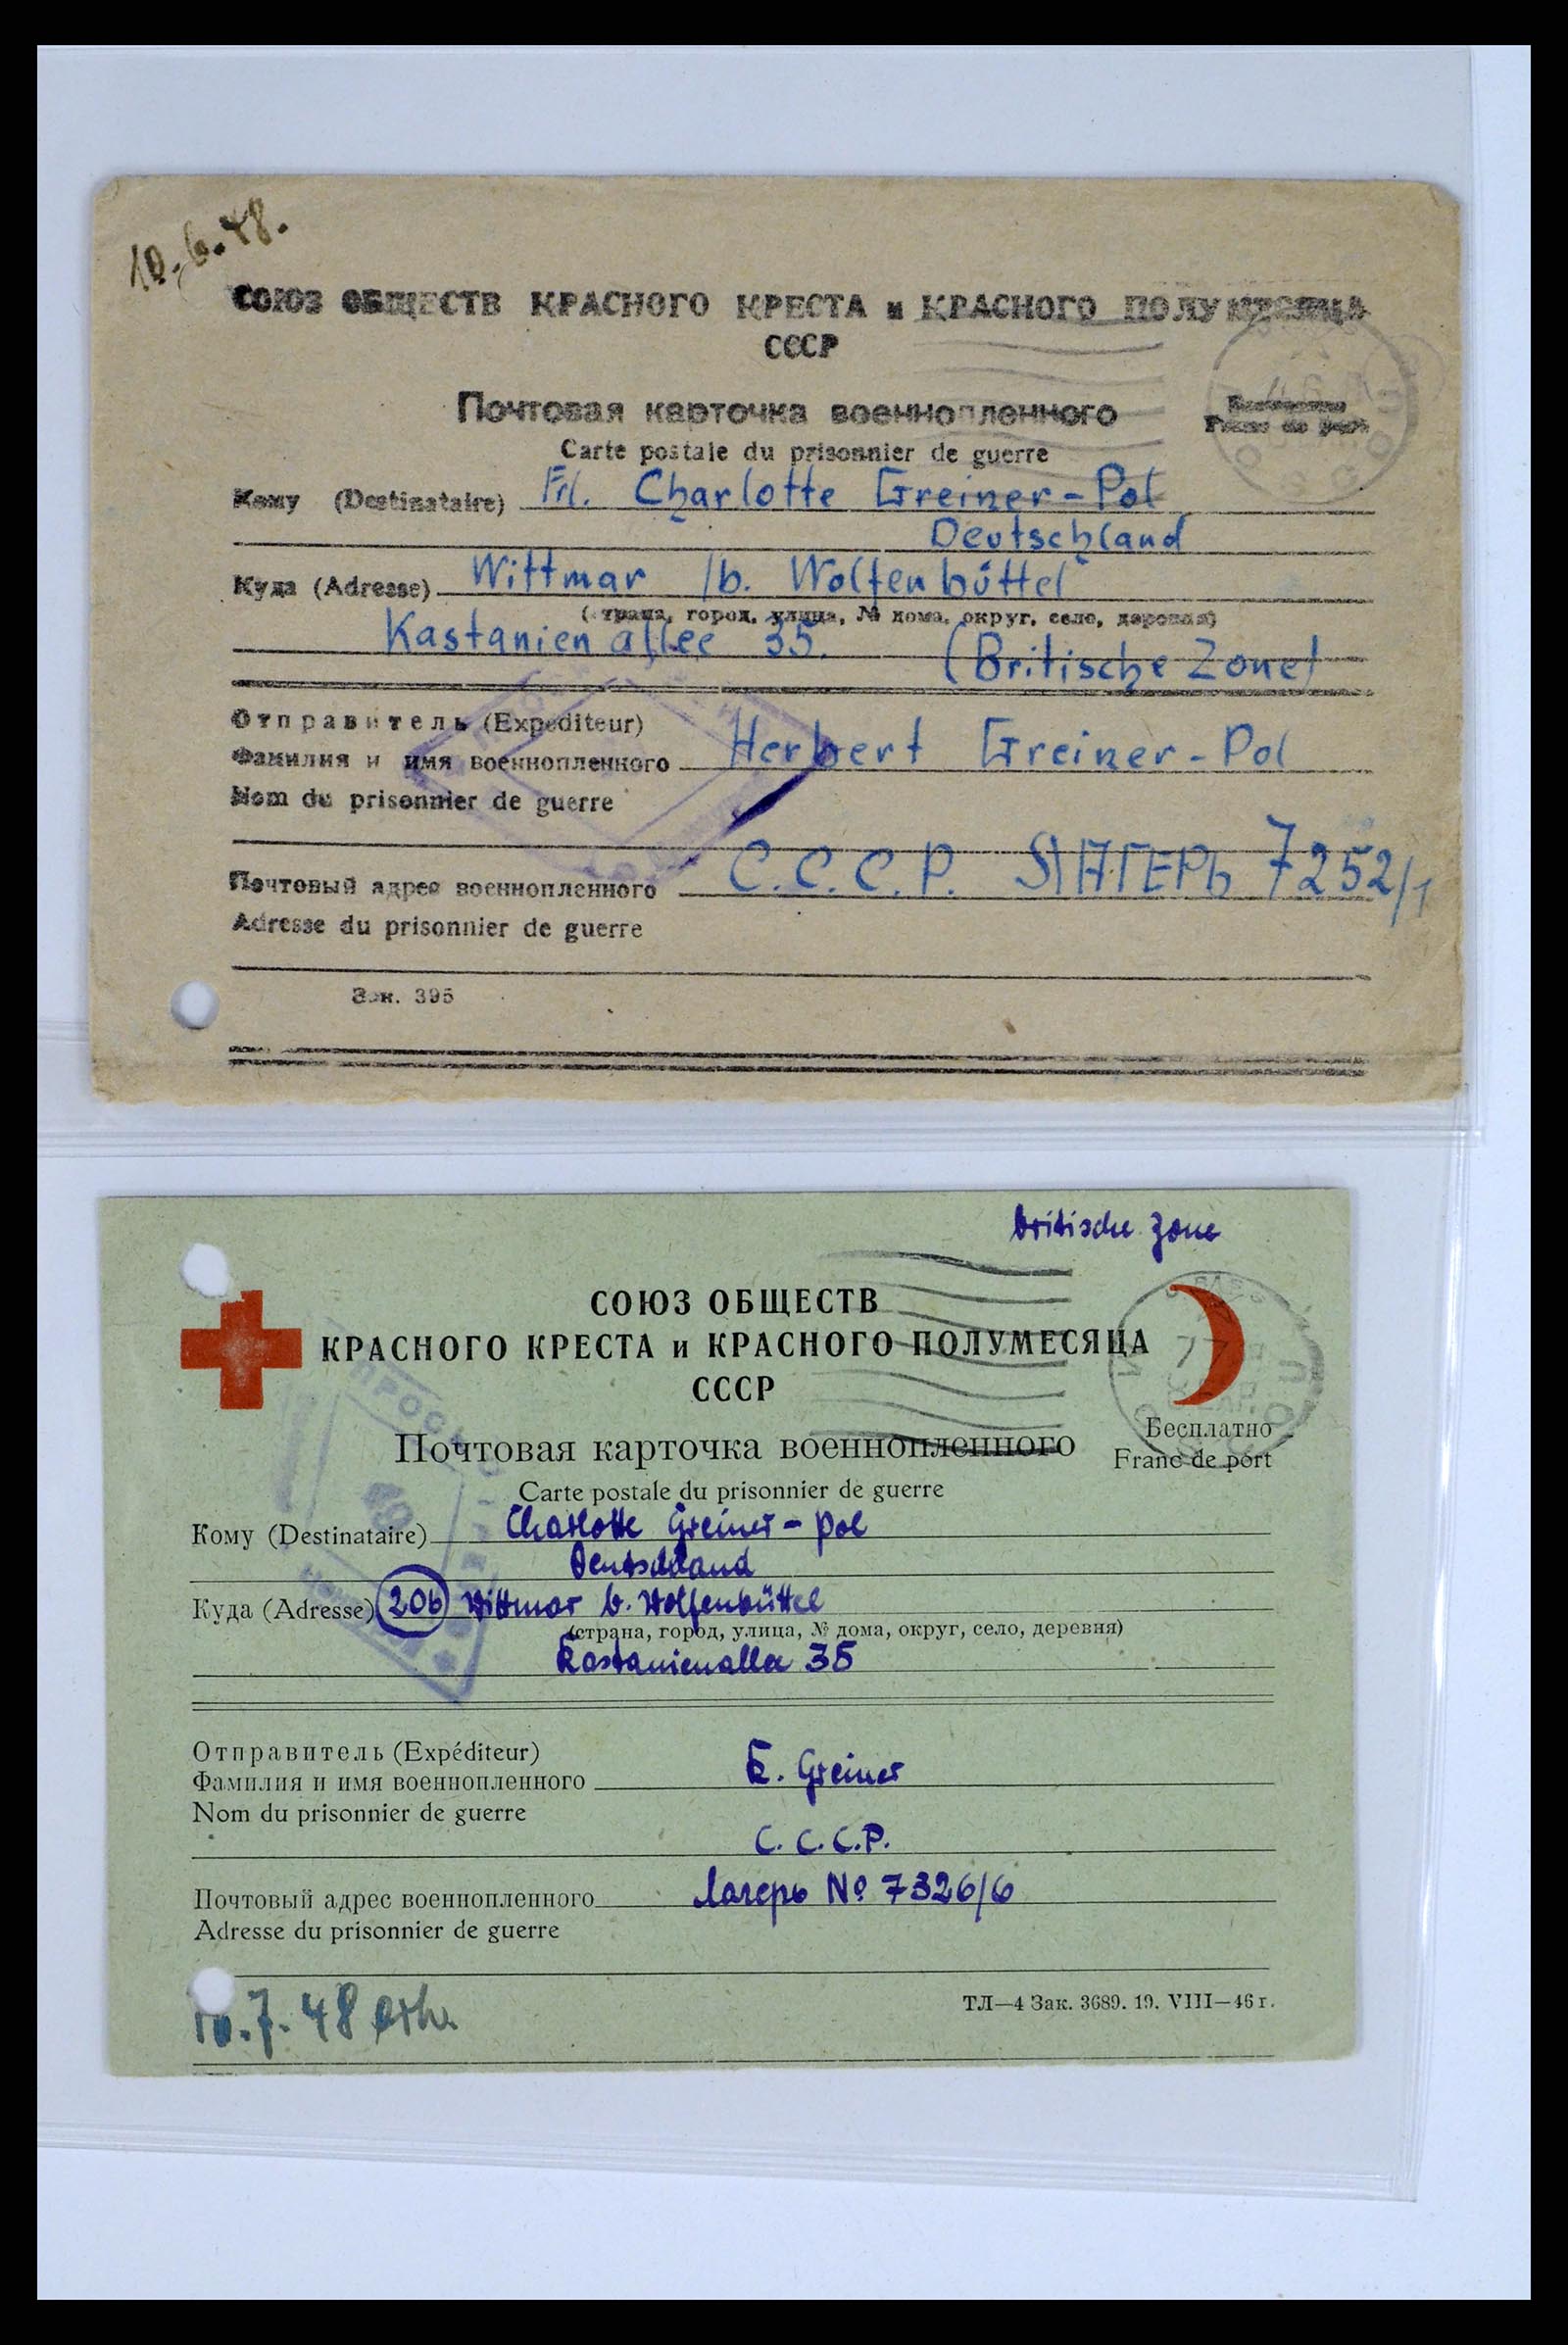 10.6.48.
СОЮЗ ОБЩЕСТВ КРАСНОГО КРЕСТА и КРАСНОГО ПОЛУМЕСЯЦА
СССР
Почтовая карточка военнопленного
Бесплатно
Franc de port
Carte postale du prisonnier de guerre
Кому (Destinataire) Frl. Charlotte Greiner-Pol
Deutschland
Куда (Adresse) Wittmar /b. Wolfenbüttel
(страна, город, улица, № дома, округ, село, деревня)
Kastanienallee 35. (Britische Zone)
Отправитель (Expéditeur)
Фамилия и имя военнопленного Herbert Greiner-Pol
Nom du prisonnier de guerre
Почтовый адрес военнопленного С.С.С.Р. ЛАГЕРЬ 7252/1
Adresse du prisonnier de guerre
Зак. 395
britische Zone
СОЮЗ ОБЩЕСТВ
КРАСНОГО КРЕСТА и КРАСНОГО ПОЛУМЕСЯЦА
СССР
Почтовая карточка военнопленного
Бесплатно
Franc de port
Carte postale du prisonnier de guerre
Кому (Destinataire) Charlotte Greiner-Pol
Deutschland
Куда (Adresse) 20b Wittmar b. Wolfenbüttel
(страна, город, улица, № дома, округ, село, деревня)
Kastanienallee 35
Отправитель (Expéditeur)
Фамилия и имя военнопленного E. Greiner
Nom du prisonnier de guerre
С.С.С.Р.
Почтовый адрес военнопленного Лагерь № 7326/6
Adresse du prisonnier de guerre
10.7.48 erh.
ТЛ—4 Зак. 3689. 19. VIII—46 г.